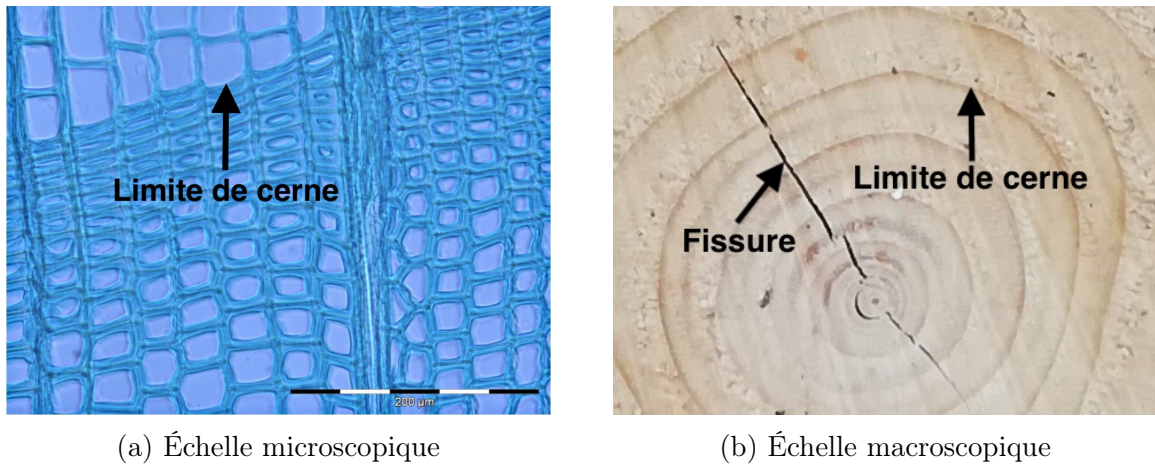 Limite de cerne
200 µm
Limite de cerne
Fissure
(a) Échelle microscopique
(b) Échelle macroscopique